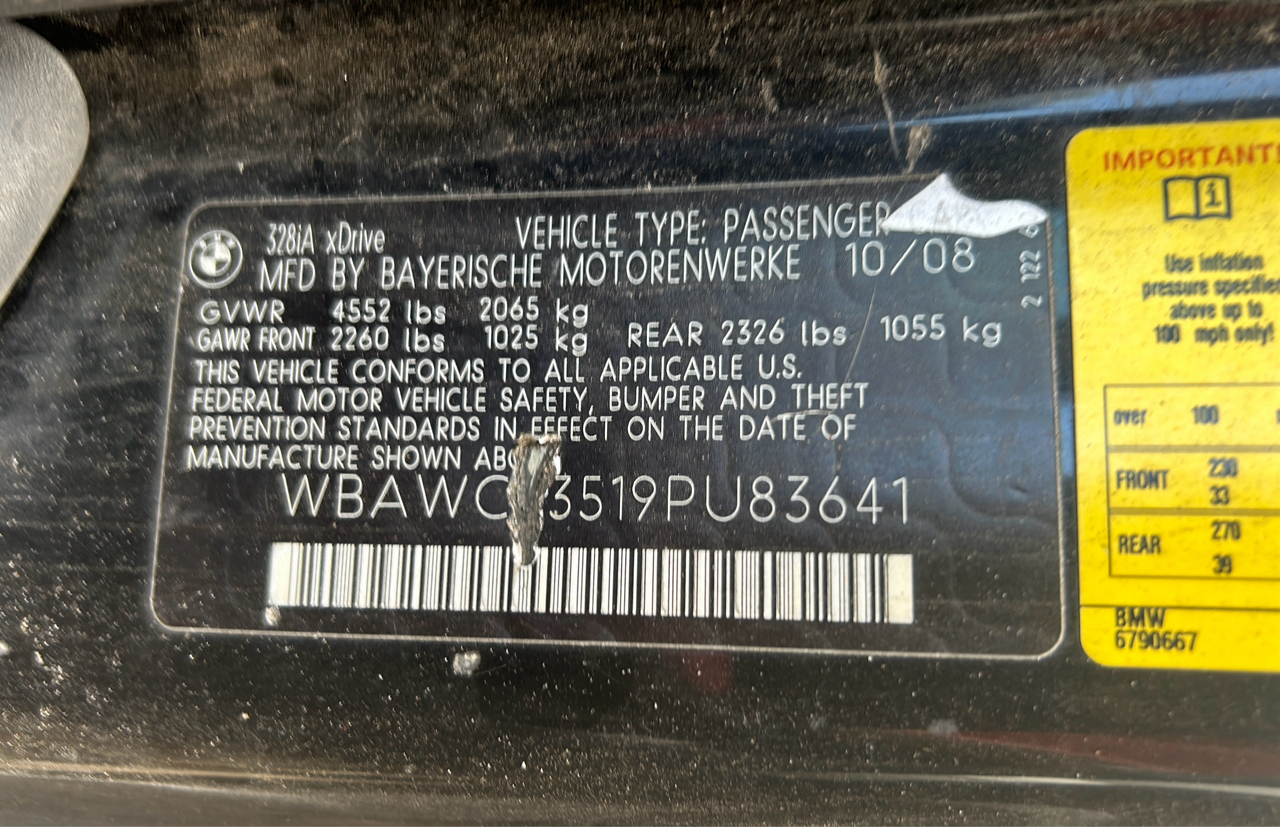 328iA xDrive VEHICLE TYPE: PASSENGER
MFD BY BAYERISCHE MOTORENWERKE 10/08
GVWR 4552 lbs 2065 kg
GAWR FRONT 2260 lbs 1025 kg REAR 2326 lbs 1055 kg
THIS VEHICLE CONFORMS TO ALL APPLICABLE U.S.
FEDERAL MOTOR VEHICLE SAFETY, BUMPER AND THEFT
PREVENTION STANDARDS IN EFFECT ON THE DATE OF
MANUFACTURE SHOWN
WBAWC 3519PU83641
2 122
IMPORTANT
Use inflation
pressure specified
above up to
100 mph only!
over 100
FRONT 230
33
REAR 270
39
BMW
6790667